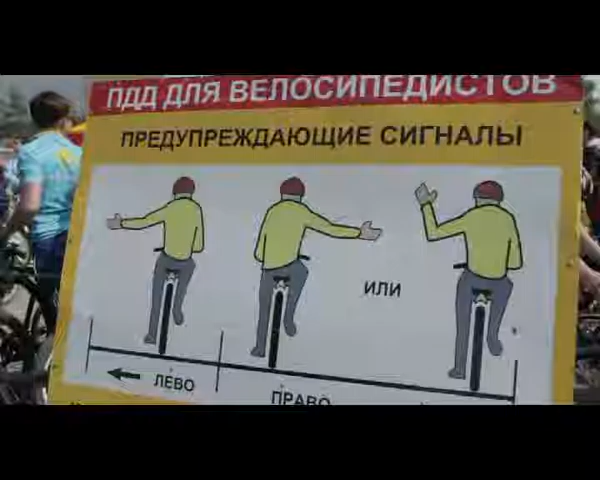 ПДД ДЛЯ ВЕЛОСИПЕДИСТОВ
ПРЕДУПРЕЖДАЮЩИЕ СИГНАЛЫ
ИЛИ
ЛЕВО
ПРАВО